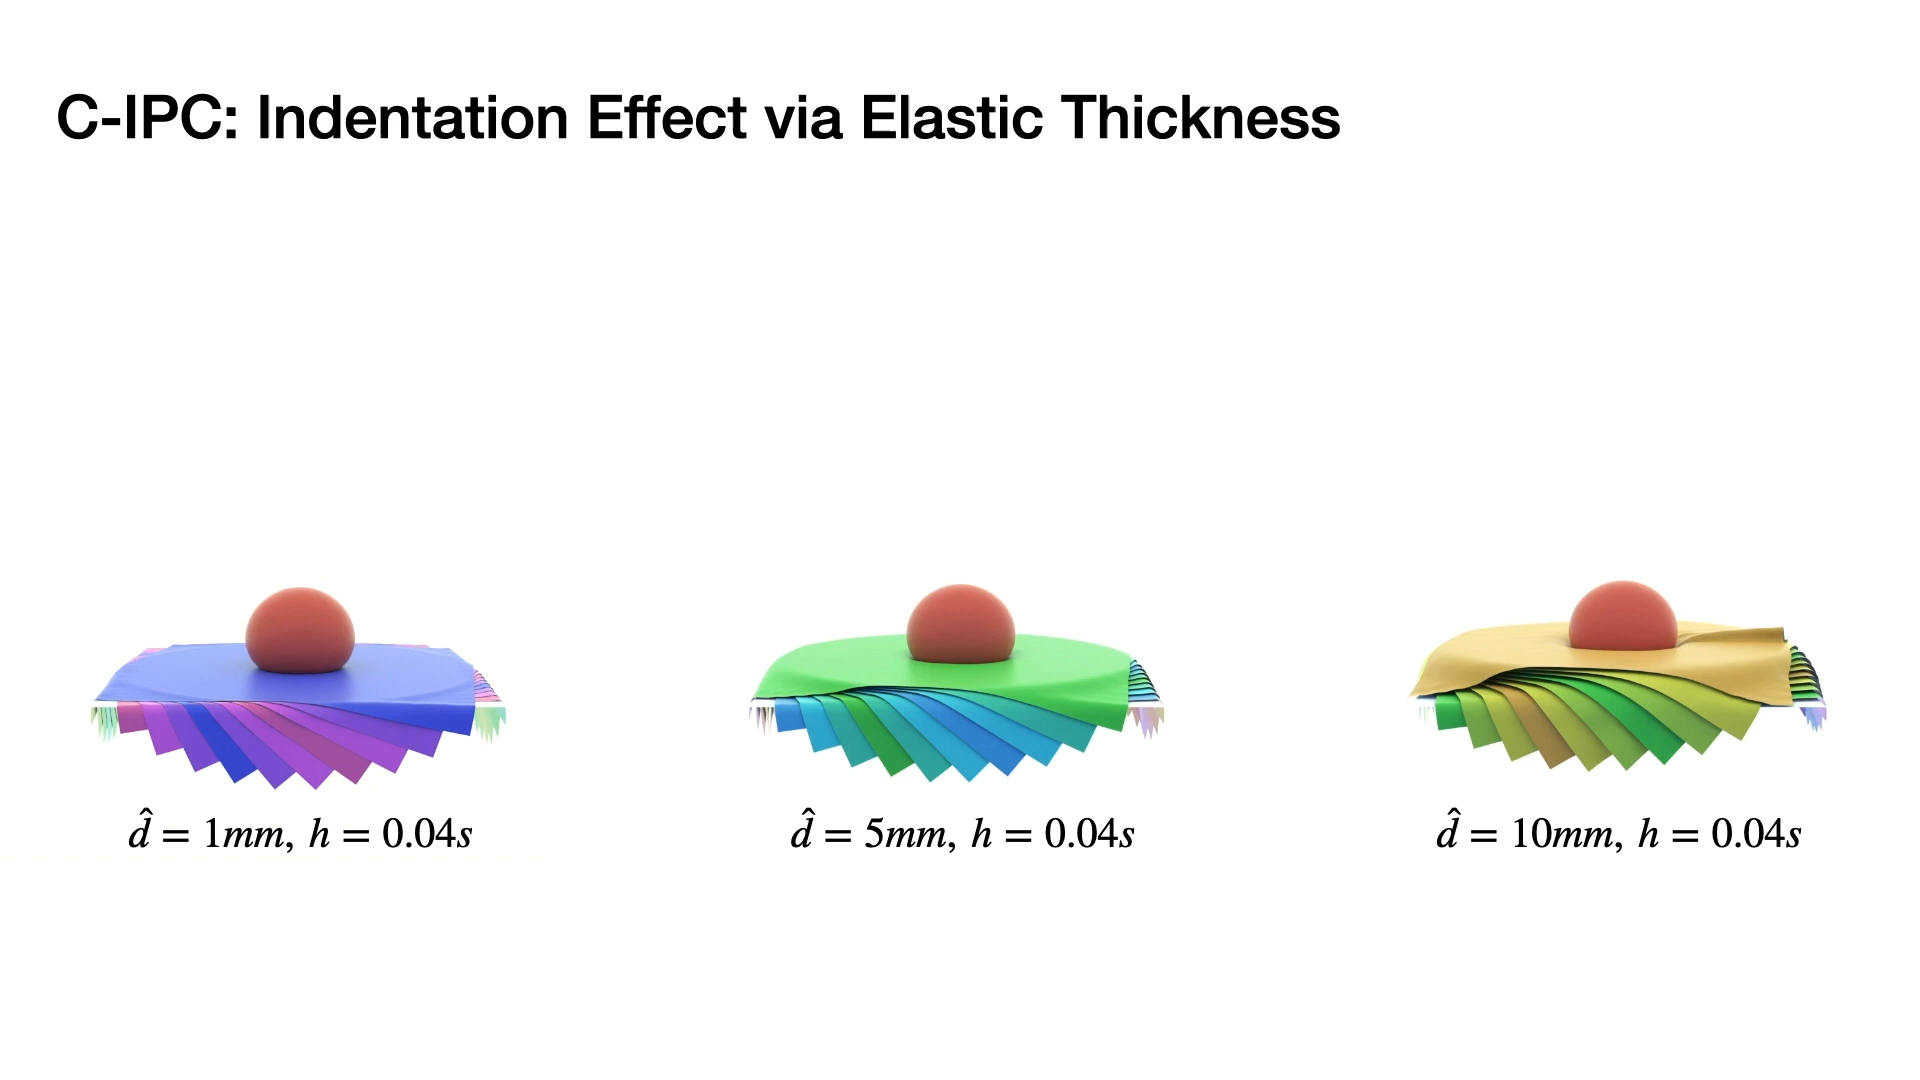 C-IPC: Indentation Effect via Elastic Thickness
d̂ = 1mm, h = 0.04s
d̂ = 5mm, h = 0.04s
d̂ = 10mm, h = 0.04s